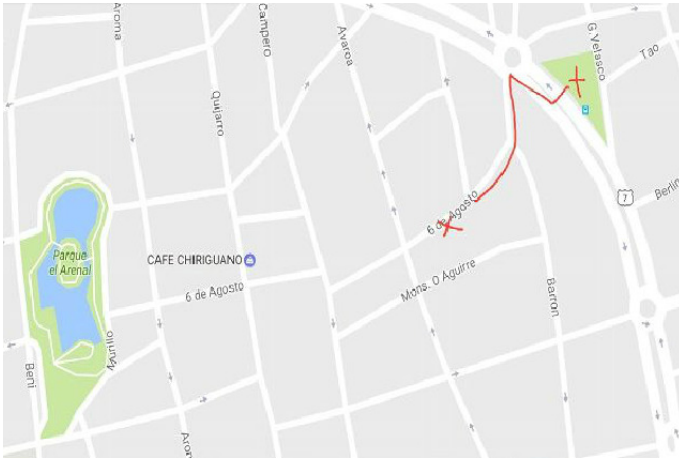 Aroma
Campero
Avaroa
G. Velasco
Tao
Quijarro
6 de Agosto
7
Berlin
Parque
el Arenal
CAFE CHIRIGUANO
6 de Agosto
Mons. O Aguirre
Barron
Murillo
Beni
Aron